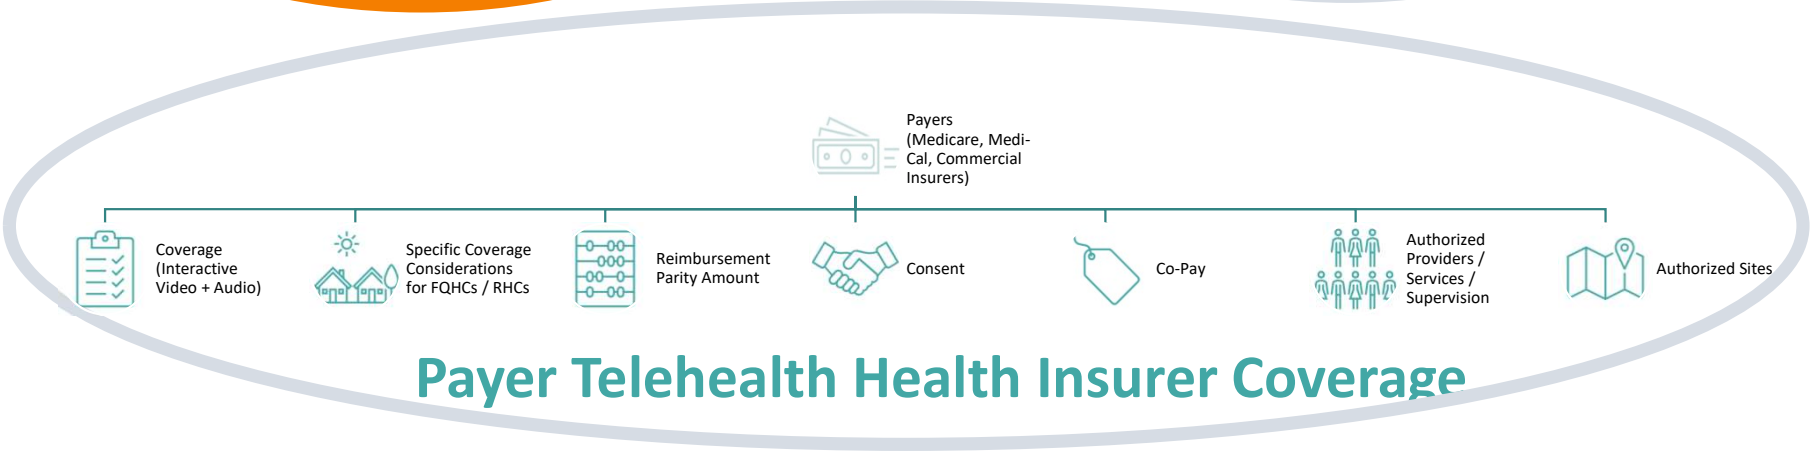 Payers
(Medicare, Medi-
Cal, Commercial
Insurers)
Coverage
(Interactive
Video + Audio)
Specific Coverage
Considerations
for FQHCs / RHCs
Reimbursement
Parity Amount
Consent
Co-Pay
Authorized
Providers /
Services /
Supervision
Authorized Sites
Payer Telehealth Health Insurer Coverage